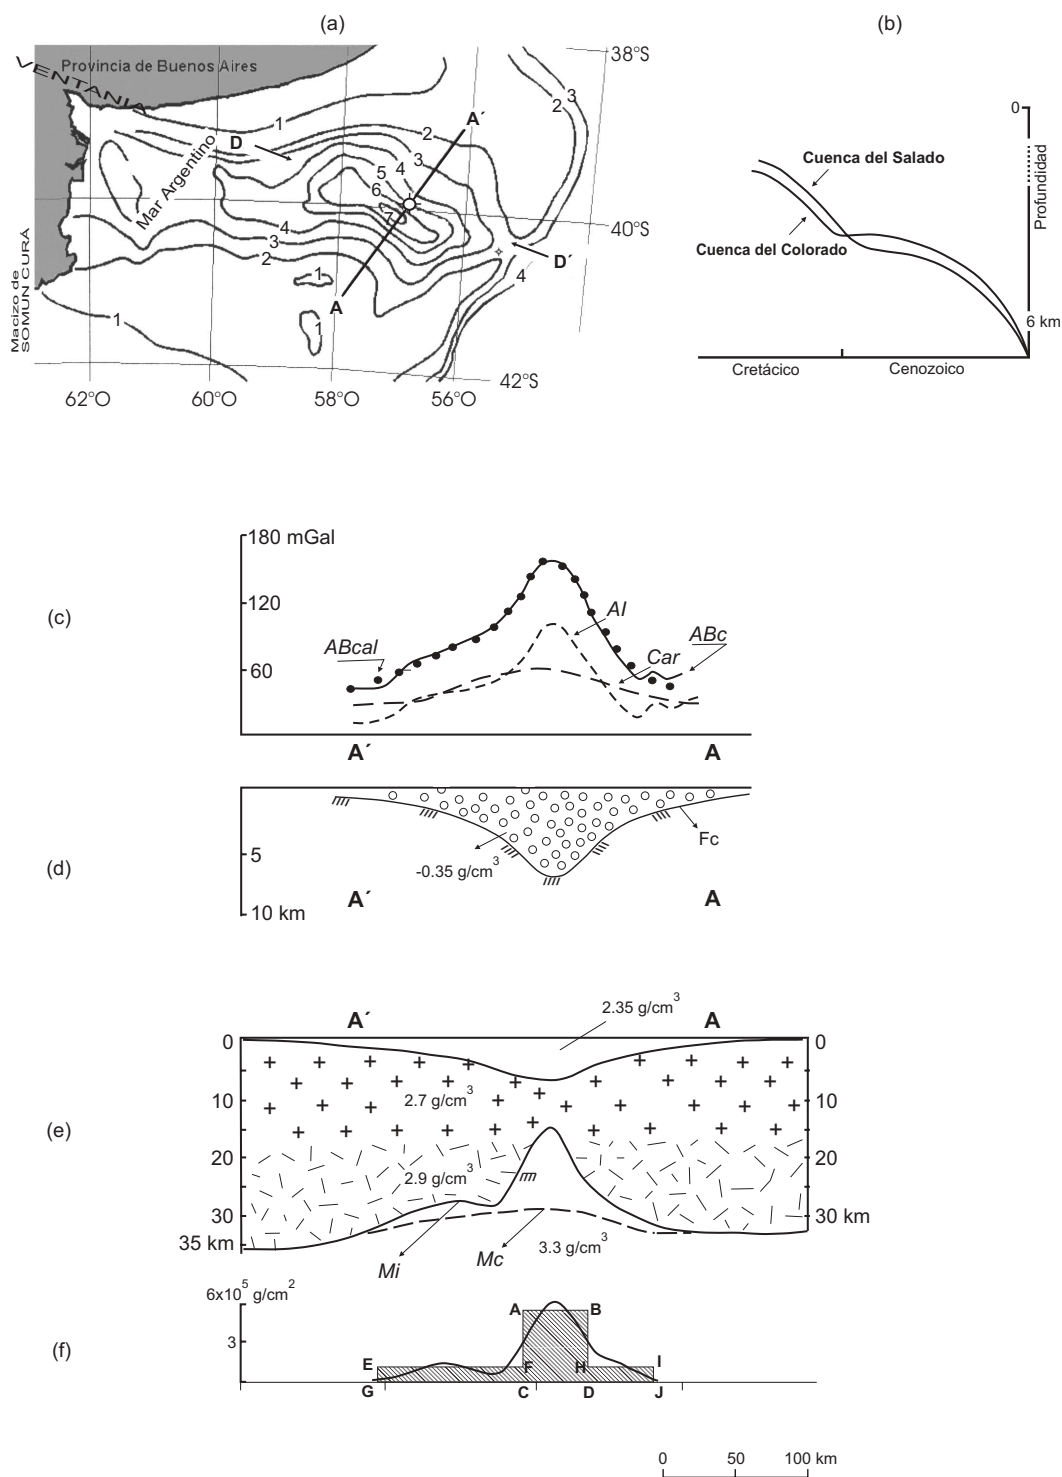 (a)
(b)
VENTANIA
Provincia de Buenos Aires
Mar Argentino
Macizo de
SOMUN CURÁ
1
2
3
4
5
6
7
D
D´
A´
A
4
3
2
1
1
1
4
2
3
38°S
40°S
42°S
62°O
60°O
58°O
56°O
0
Profundidad
Cuenca del Salado
Cuenca del Colorado
6 km
Cretácico
Cenozoico
(c)
180 mGal
120
60
ABcal
AI
Car
ABc
A´
A
(d)
5
10 km
-0.35 g/cm³
Fc
A´
A
(e)
A´
A
2.35 g/cm³
0
10
20
30
35 km
0
10
20
30 km
2.7 g/cm³
2.9 g/cm³
3.3 g/cm³
Mi
Mc
(f)
6x10⁵ g/cm²
3
A
B
E
F
H
I
G
C
D
J
0
50
100 km